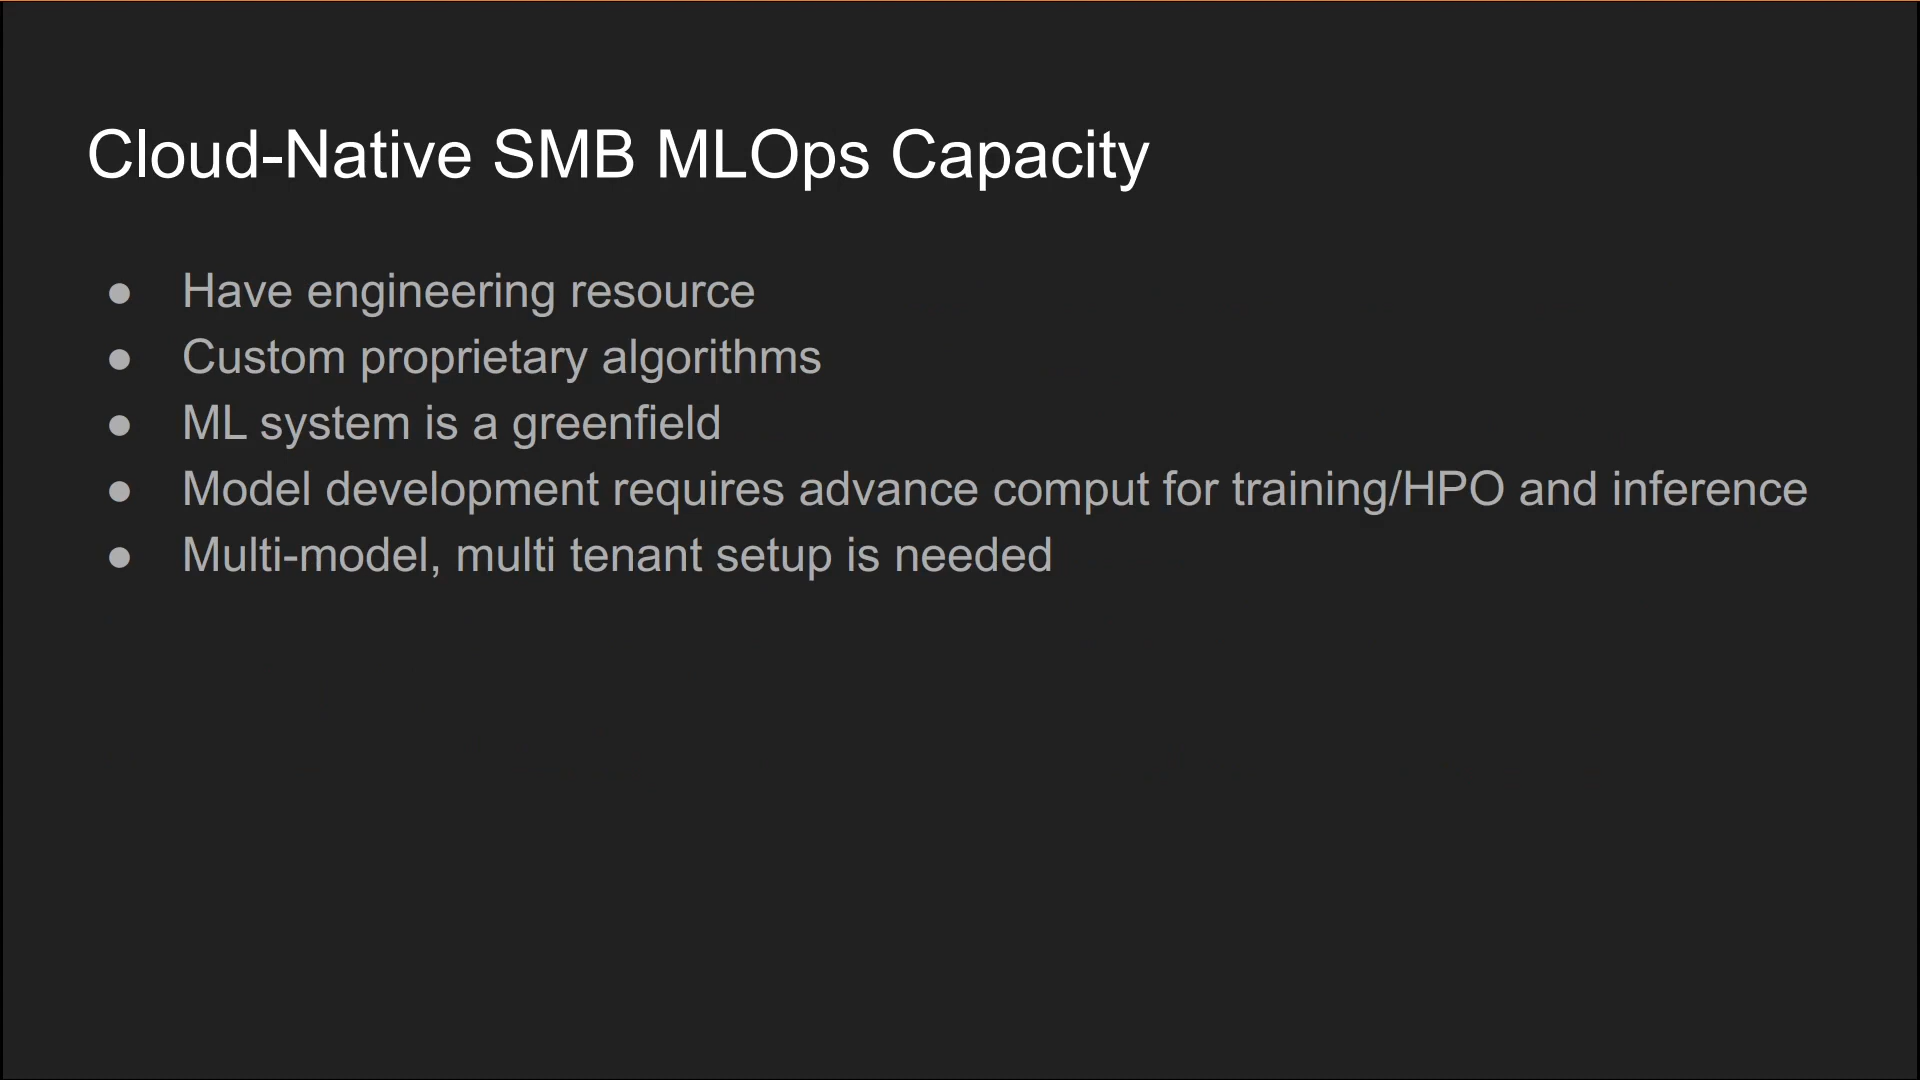 Cloud-Native SMB MLOps Capacity
● Have engineering resource
● Custom proprietary algorithms
● ML system is a greenfield
● Model development requires advance comput for training/HPO and inference
● Multi-model, multi tenant setup is needed